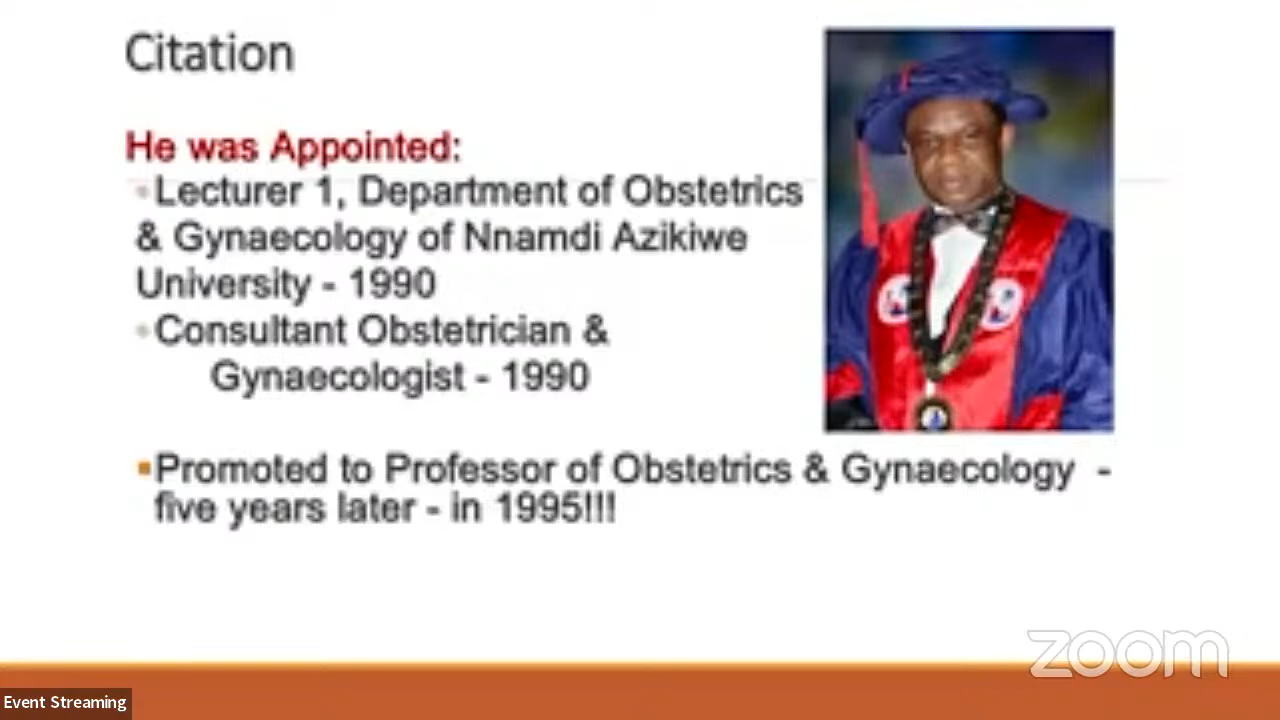 Citation
He was Appointed:
Lecturer 1, Department of Obstetrics
& Gynaecology of Nnamdi Azikiwe
University - 1990
Consultant Obstetrician &
Gynaecologist - 1990
Promoted to Professor of Obstetrics & Gynaecology -
five years later - in 1995!!!
zoom
Event Streaming